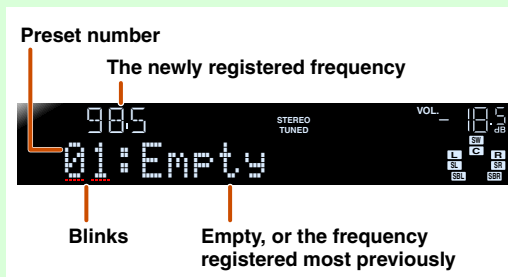 Preset number
The newly registered frequency
98.5
STEREO
TUNED
VOL.
-18.5
dB
01:Empty
SW
L C R
SL SR
SBL SBR
Blinks
Empty, or the frequency
registered most previously